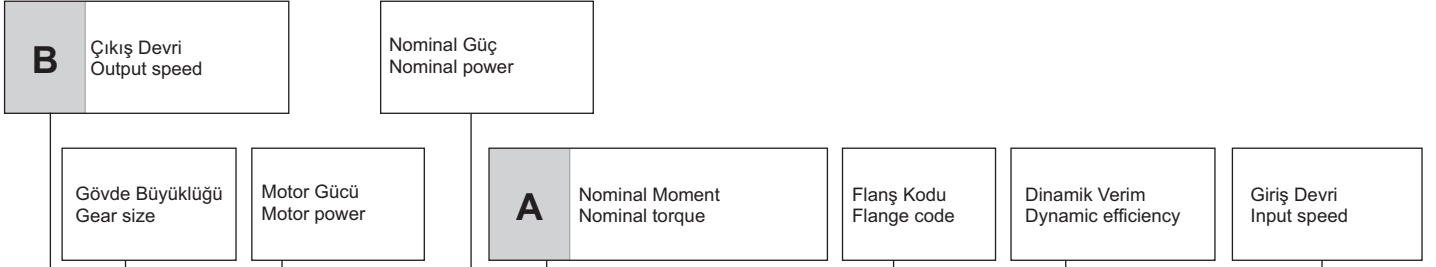 B
Çıkış Devri
Output speed
Nominal Güç
Nominal power
Gövde Büyüklüğü
Gear size
Motor Gücü
Motor power
A
Nominal Moment
Nominal torque
Flanş Kodu
Flange code
Dinamik Verim
Dynamic efficiency
Giriş Devri
Input speed